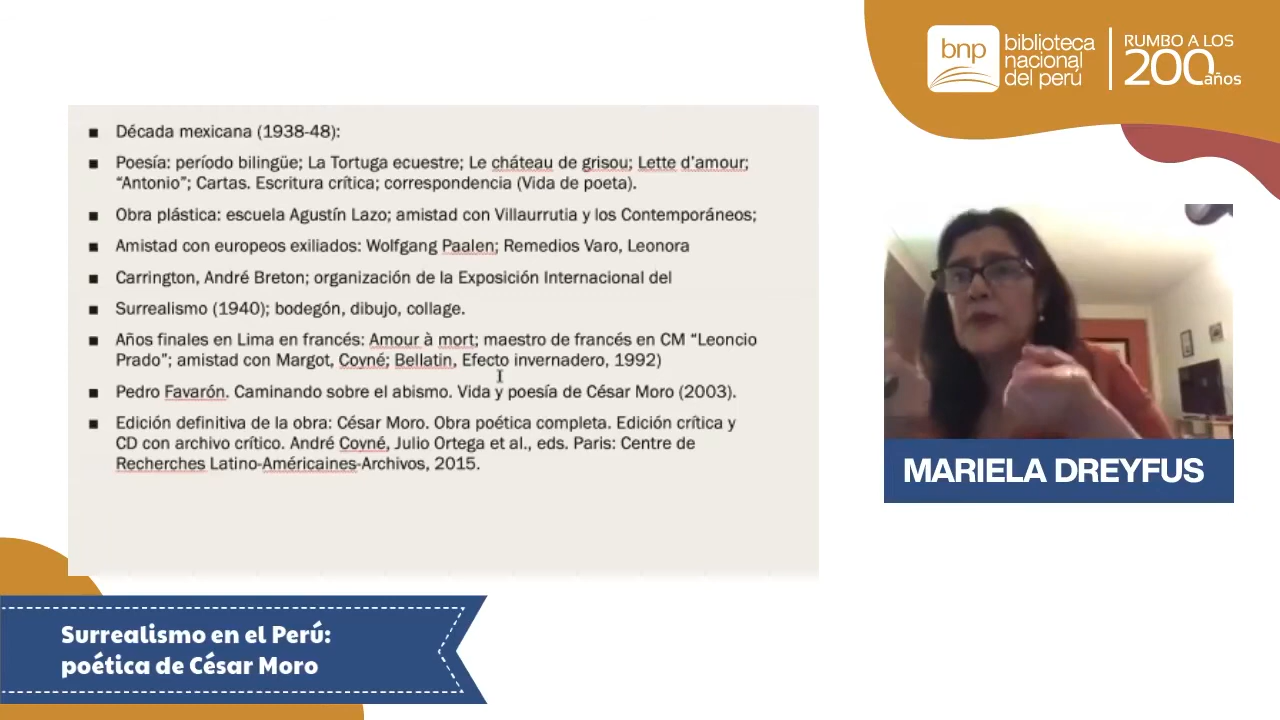 bnp
biblioteca
nacional
del perú
RUMBO A LOS
200
años
■ Década mexicana (1938-48):
■ Poesía: período bilingüe; La Tortuga ecuestre; Le cháteau de grisou; Lette d’amour;
“Antonio”; Cartas. Escritura crítica; correspondencia (Vida de poeta).
■ Obra plástica: escuela Agustín Lazo; amistad con Villaurrutia y los Contemporáneos;
■ Amistad con europeos exiliados: Wolfgang Paalen; Remedios Varo, Leonora
■ Carrington, André Breton; organización de la Exposición Internacional del
■ Surrealismo (1940); bodegón, dibujo, collage.
■ Años finales en Lima en francés: Amour à mort; maestro de francés en CM “Leoncio
Prado”; amistad con Margot, Coyné; Bellatin, Efecto invernadero, 1992)
■ Pedro Favarón. Caminando sobre el abismo. Vida y poesía de César Moro (2003).
■ Edición definitiva de la obra: César Moro. Obra poética completa. Edición crítica y
CD con archivo crítico. André Coyné, Julio Ortega et al., eds. Paris: Centre de
Recherches Latino-Américaines-Archivos, 2015.
MARIELA DREYFUS
Surrealismo en el Perú:
poética de César Moro